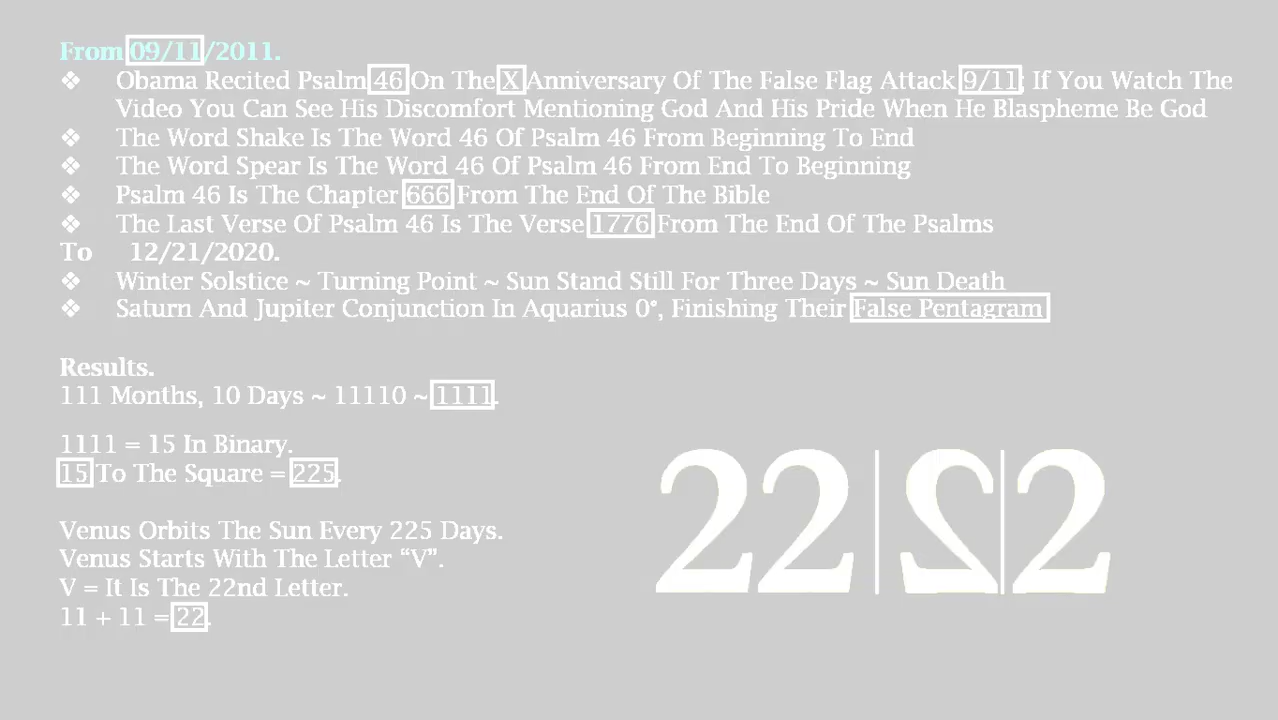 From 09/11/2011.
❖ Obama Recited Psalm 46 On The X Anniversary Of The False Flag Attack 9/11, If You Watch The
Video You Can See His Discomfort Mentioning God And His Pride When He Blaspheme Be God
❖ The Word Shake Is The Word 46 Of Psalm 46 From Beginning To End
❖ The Word Spear Is The Word 46 Of Psalm 46 From End To Beginning
❖ Psalm 46 Is The Chapter 666 From The End Of The Bible
❖ The Last Verse Of Psalm 46 Is The Verse 1776 From The End Of The Psalms
To 12/21/2020.
❖ Winter Solstice ~ Turning Point ~ Sun Stand Still For Three Days ~ Sun Death
❖ Saturn And Jupiter Conjunction In Aquarius 0°, Finishing Their False Pentagram
Results.
111 Months, 10 Days ~ 11110 ~ 1111.
1111 = 15 In Binary.
15 To The Square = 225.
Venus Orbits The Sun Every 225 Days.
Venus Starts With The Letter “V”.
V = It Is The 22nd Letter.
11 + 11 = 22.
22|2|2